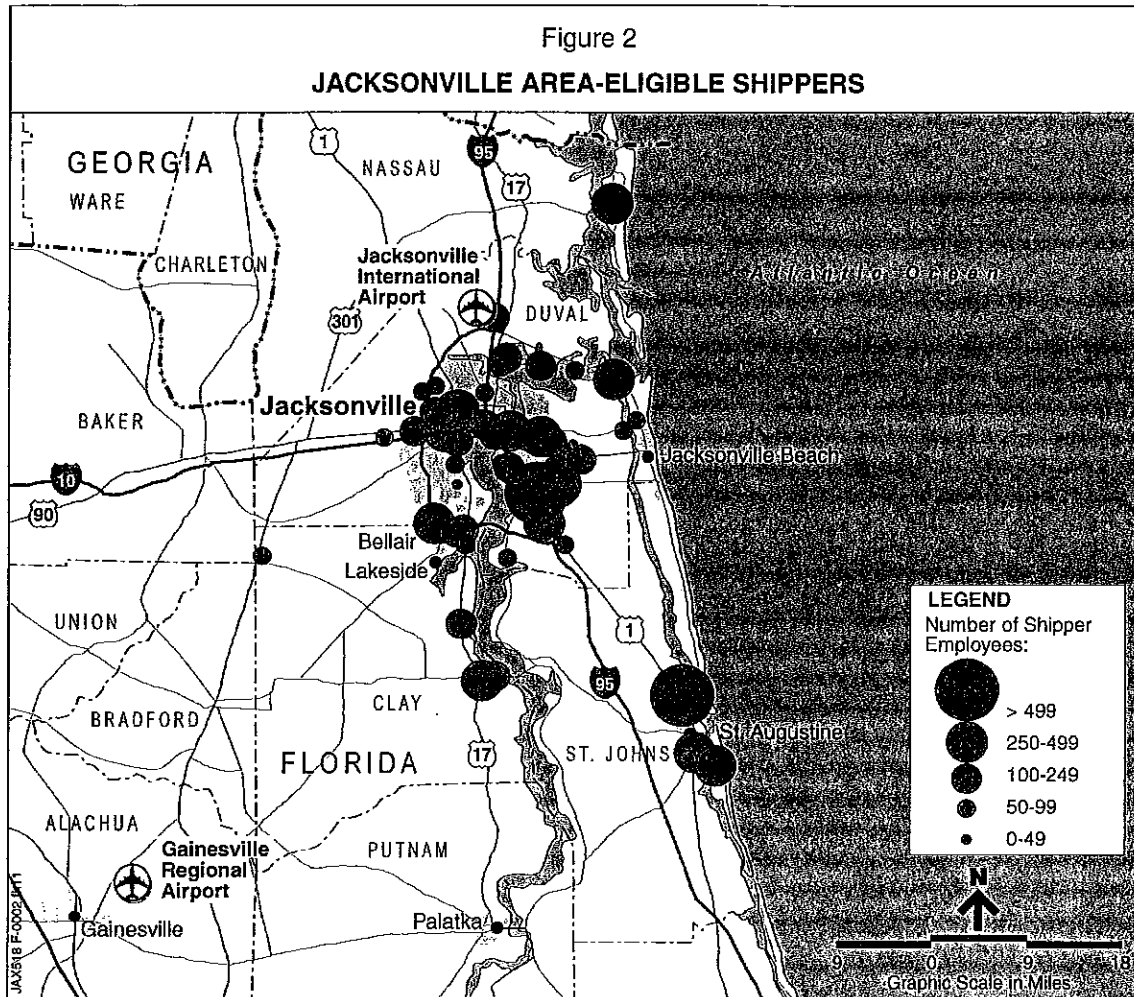 Figure 2
JACKSONVILLE AREA-ELIGIBLE SHIPPERS
GEORGIA
WARE
1
NASSAU
95
17
CHARLETON
Jacksonville
International
Airport
Atlantic Ocean
301
DUVAL
Jacksonville
BAKER
10
90
Jacksonville Beach
Bellair
Lakeside
UNION
1
BRADFORD
CLAY
95
FLORIDA
17
ST. JOHNS
St. Augustine
ALACHUA
Gainesville
Regional
Airport
PUTNAM
Gainesville
Palatka
LEGEND
Number of Shipper
Employees:
> 499
250-499
100-249
50-99
0-49
N
9 0 9 18
Graphic Scale in Miles